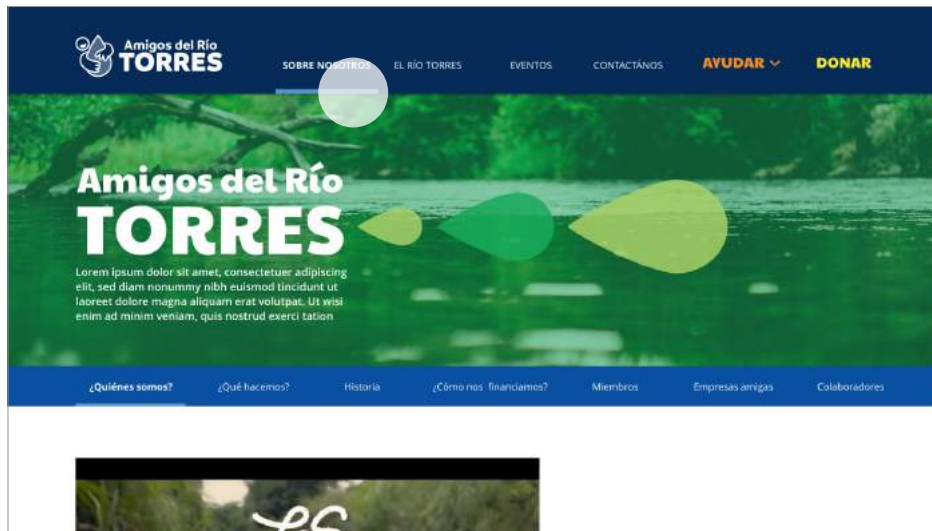 Amigos del Río
TORRES
SOBRE NOSOTROS
EL RÍO TORRES
EVENTOS
CONTACTÁNOS
AYUDAR
DONAR
Amigos del Río
TORRES
Lorem ipsum dolor sit amet, consectetuer adipiscing
elit, sed diam nonummy nibh euismod tincidunt ut
laoreet dolore magna aliquam erat volutpat. Ut wisi
enim ad minim veniam, quis nostrud exerci tation
¿Quiénes somos?
¿Qué hacemos?
Historia
¿Cómo nos financiamos?
Miembros
Empresas amigas
Colaboradores